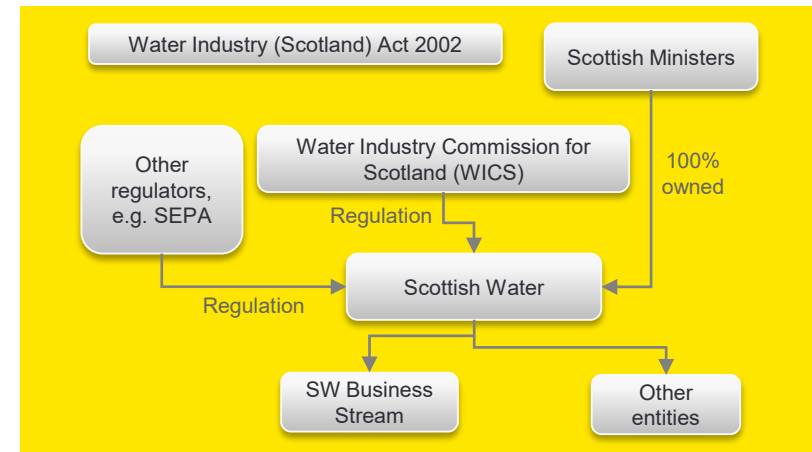 Water Industry (Scotland) Act 2002
Scottish Ministers
Other
regulators,
e.g. SEPA
Water Industry Commission for
Scotland (WICS)
100%
owned
Regulation
Scottish Water
Regulation
SW Business
Stream
Other
entities